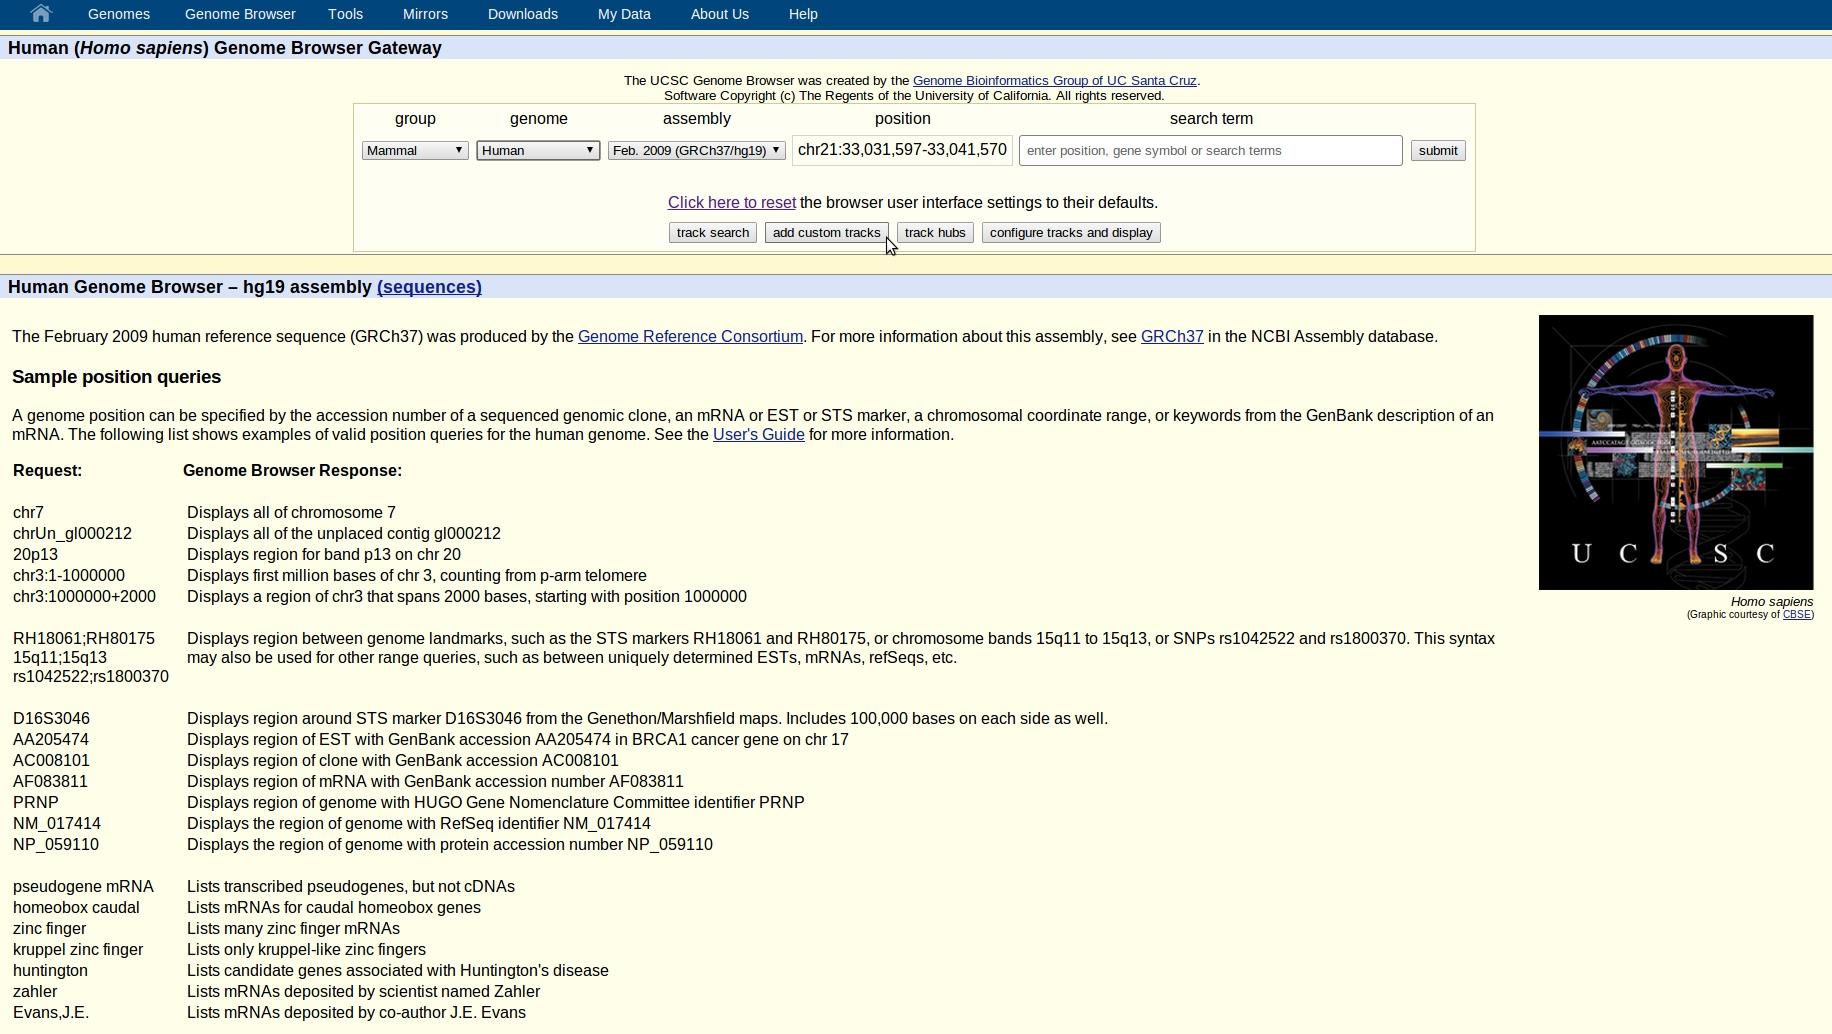 Genomes Genome Browser Tools Mirrors Downloads My Data About Us Help
Human (Homo sapiens) Genome Browser Gateway
The UCSC Genome Browser was created by the Genome Bioinformatics Group of UC Santa Cruz.
Software Copyright (c) The Regents of the University of California. All rights reserved.
group genome assembly position search term
Mammal Human Feb. 2009 (GRCh37/hg19) chr21:33,031,597-33,041,570 enter position, gene symbol or search terms submit
Click here to reset the browser user interface settings to their defaults.
track search add custom tracks track hubs configure tracks and display
Human Genome Browser – hg19 assembly (sequences)
The February 2009 human reference sequence (GRCh37) was produced by the Genome Reference Consortium. For more information about this assembly, see GRCh37 in the NCBI Assembly database.
Sample position queries
A genome position can be specified by the accession number of a sequenced genomic clone, an mRNA or EST or STS marker, a chromosomal coordinate range, or keywords from the GenBank description of an
mRNA. The following list shows examples of valid position queries for the human genome. See the User's Guide for more information.
Request: Genome Browser Response:
chr7 Displays all of chromosome 7
chrUn_gl000212 Displays all of the unplaced contig gl000212
20p13 Displays region for band p13 on chr 20
chr3:1-1000000 Displays first million bases of chr 3, counting from p-arm telomere
chr3:1000000+2000 Displays a region of chr3 that spans 2000 bases, starting with position 1000000
RH18061;RH80175 Displays region between genome landmarks, such as the STS markers RH18061 and RH80175, or chromosome bands 15q11 to 15q13, or SNPs rs1042522 and rs1800370. This syntax
15q11;15q13 may also be used for other range queries, such as between uniquely determined ESTs, mRNAs, refSeqs, etc.
rs1042522;rs1800370
D16S3046 Displays region around STS marker D16S3046 from the Genethon/Marshfield maps. Includes 100,000 bases on each side as well.
AA205474 Displays region of EST with GenBank accession AA205474 in BRCA1 cancer gene on chr 17
AC008101 Displays region of clone with GenBank accession AC008101
AF083811 Displays region of mRNA with GenBank accession number AF083811
PRNP Displays region of genome with HUGO Gene Nomenclature Committee identifier PRNP
NM_017414 Displays the region of genome with RefSeq identifier NM_017414
NP_059110 Displays the region of genome with protein accession number NP_059110
pseudogene mRNA Lists transcribed pseudogenes, but not cDNAs
homeobox caudal Lists mRNAs for caudal homeobox genes
zinc finger Lists many zinc finger mRNAs
kruppel zinc finger Lists only kruppel-like zinc fingers
huntington Lists candidate genes associated with Huntington's disease
zahler Lists mRNAs deposited by scientist named Zahler
Evans,J.E. Lists mRNAs deposited by co-author J.E. Evans
U C S C
Homo sapiens
(Graphic courtesy of CBSE)